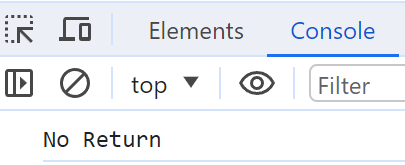 Elements Console
top Filter
No Return